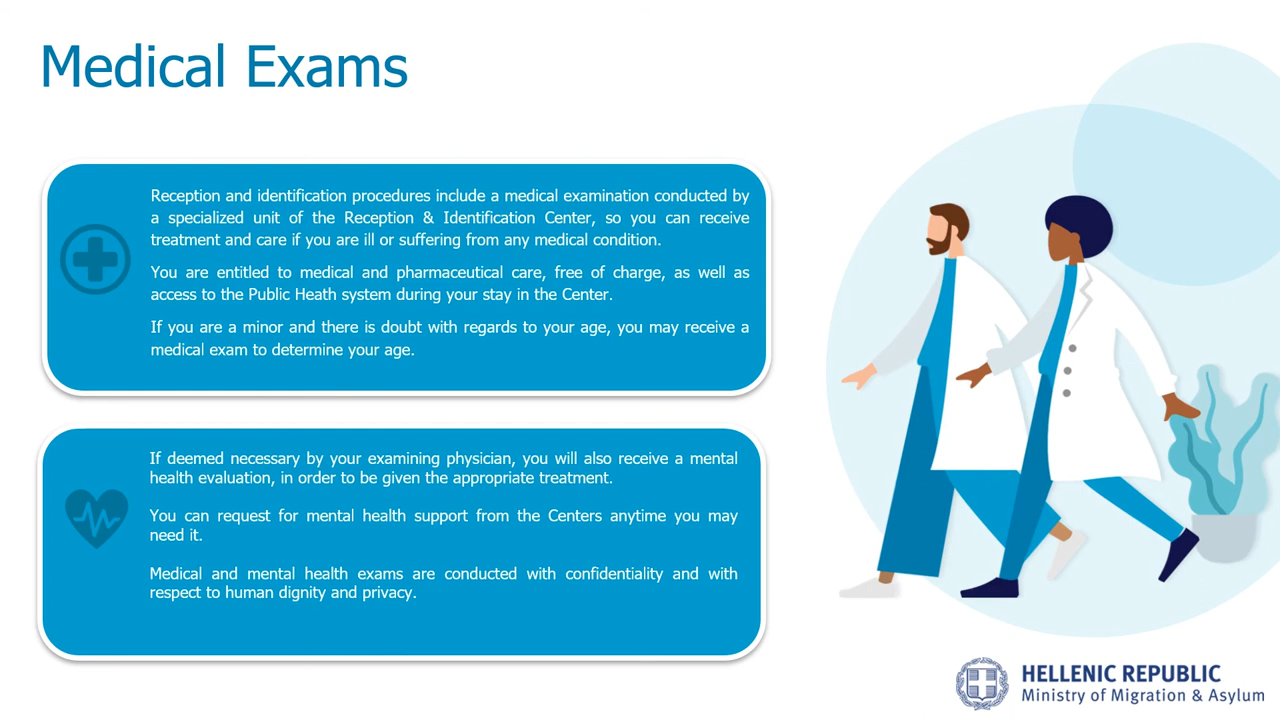 Medical Exams
Reception and identification procedures include a medical examination conducted by
a specialized unit of the Reception & Identification Center, so you can receive
treatment and care if you are ill or suffering from any medical condition.
You are entitled to medical and pharmaceutical care, free of charge, as well as
access to the Public Heath system during your stay in the Center.
If you are a minor and there is doubt with regards to your age, you may receive a
medical exam to determine your age.
If deemed necessary by your examining physician, you will also receive a mental
health evaluation, in order to be given the appropriate treatment.
You can request for mental health support from the Centers anytime you may
need it.
Medical and mental health exams are conducted with confidentiality and with
respect to human dignity and privacy.
HELLENIC REPUBLIC
Ministry of Migration & Asylum